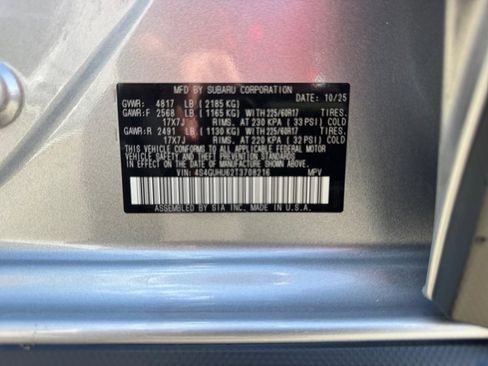 MFD BY SUBARU CORPORATION
GVWR: 4817 LB (2185 KG) DATE: 10/25
GAWR:F 2568 LB (1165 KG) WITH 225/60R17 TIRES,
17X7J RIMS, AT 230 KPA (33 PSI) COLD
GAWR:R 2491 LB (1130 KG) WITH 225/60R17 TIRES,
17X7J RIMS, AT 220 KPA (32 PSI) COLD
THIS VEHICLE CONFORMS TO ALL APPLICABLE FEDERAL MOTOR
VEHICLE SAFETY, BUMPER, AND THEFT PREVENTION STANDARDS
IN EFFECT ON THE DATE OF MANUFACTURE SHOWN ABOVE.
VIN: 4S4GUHU62T3708216 MPV
ASSEMBLED BY SIA INC. MADE IN U.S.A.